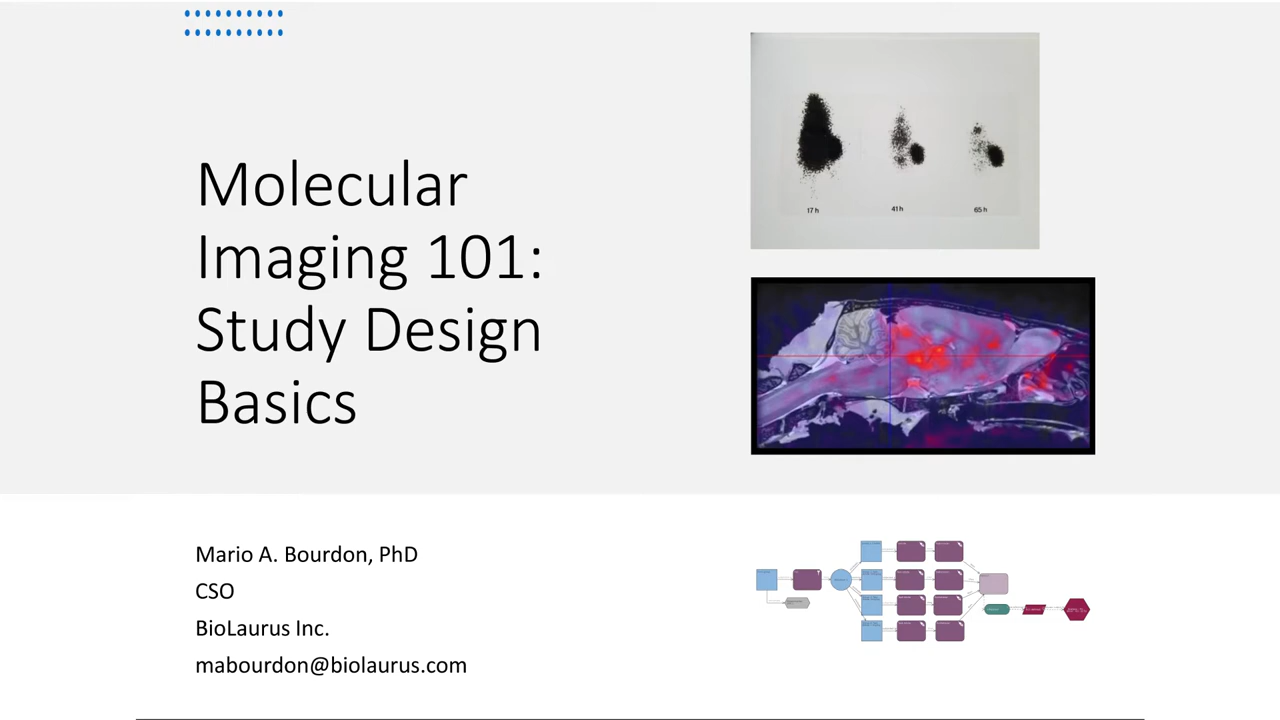 Molecular
Imaging 101:
Study Design
Basics
17 h
41 h
65 h
Mario A. Bourdon, PhD
CSO
BioLaurus Inc.
mabourdon@biolaurus.com